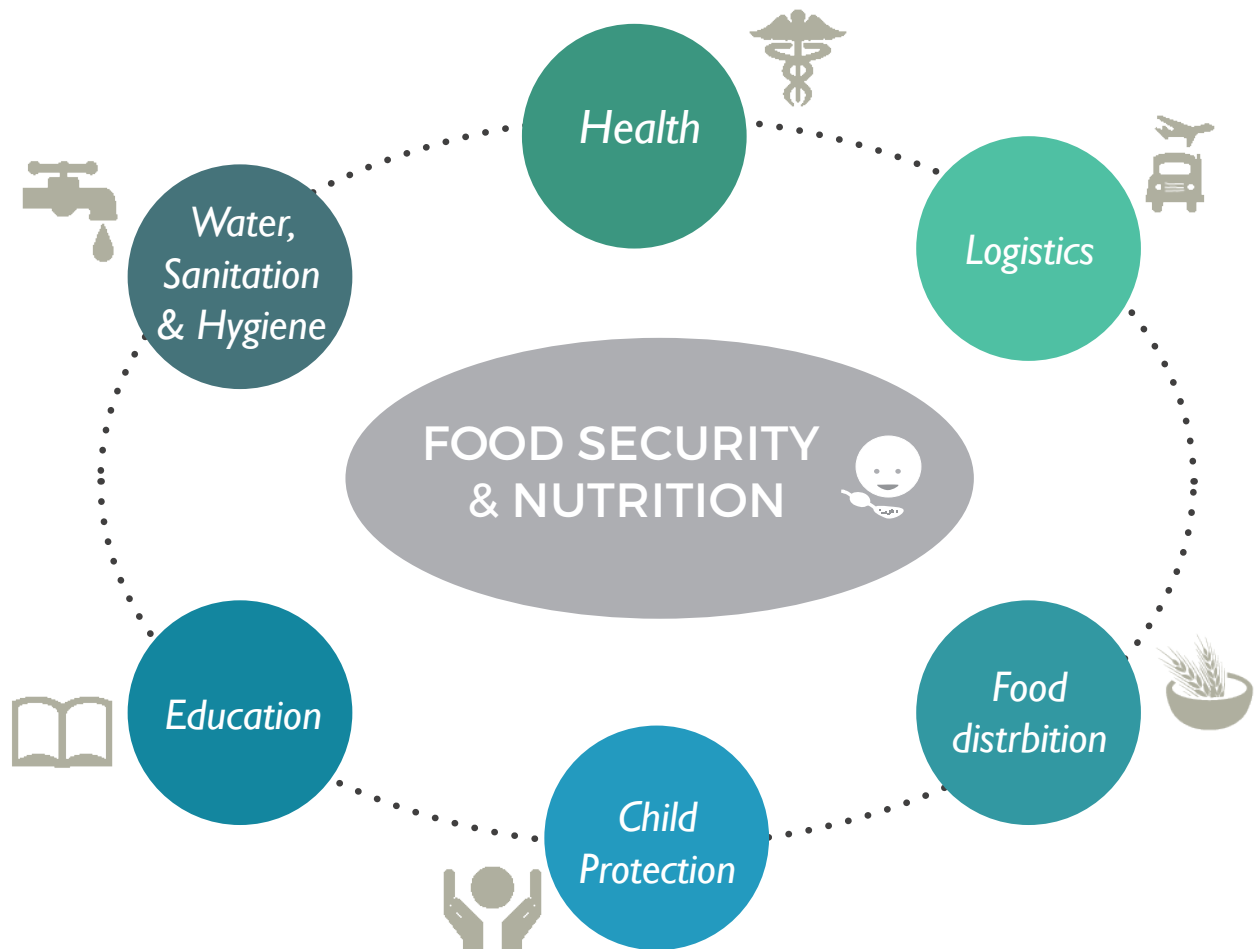 Health
Logistics
Water,
Sanitation
& Hygiene
FOOD SECURITY
& NUTRITION
Education
Food
distrbition
Child
Protection